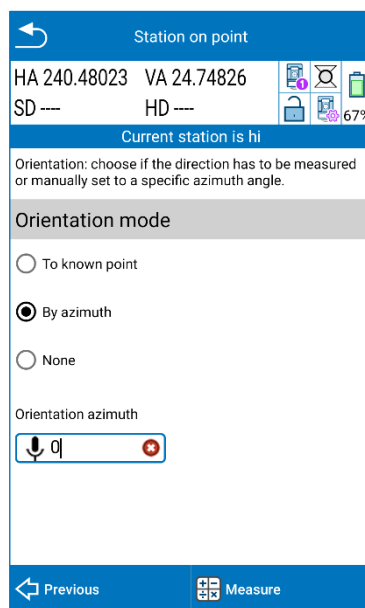 Station on point
HA 240.48023 VA 24.74826
SD ---- HD ----
1
67%
Current station is hi
Orientation: choose if the direction has to be measured
or manually set to a specific azimuth angle.
Orientation mode
To known point
By azimuth
None
Orientation azimuth
0
Previous
Measure